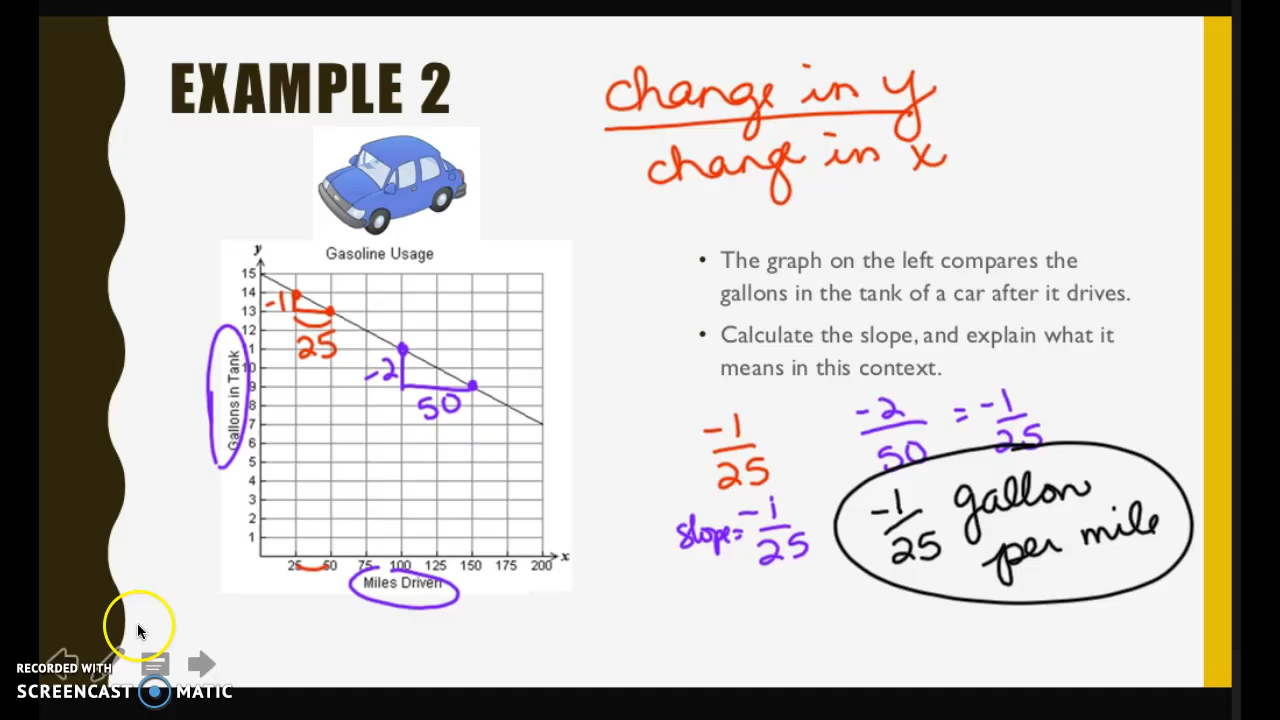 EXAMPLE 2
change in y
change in x
Gasoline Usage
y
15
14
13
12
11
10
9
8
7
6
5
4
3
2
1
Gallons in Tank
25 50 75 100 125 150 175 200
x
Miles Driven
-1
25
-2
50
• The graph on the left compares the
gallons in the tank of a car after it drives.
• Calculate the slope, and explain what it
means in this context.
-1
25
-2
50
= -1
25
slope= -1
25
-1
25
gallon
per mile
RECORDED WITH
SCREENCAST MATIC